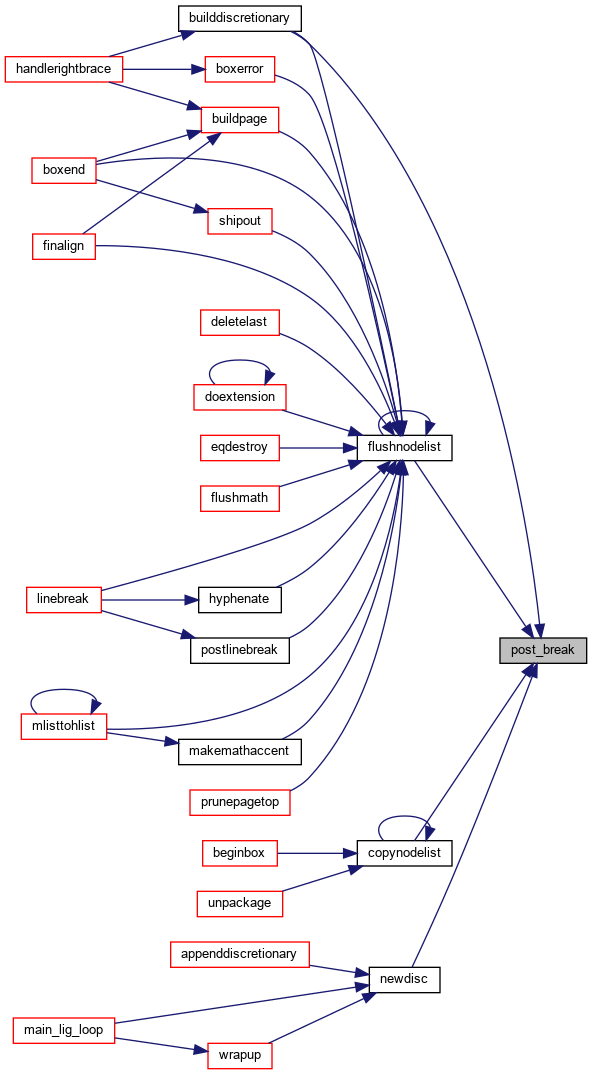 builddiscretionary
handlerightbrace
boxerror
buildpage
boxend
shipout
finalign
deletelast
doextension
eqdestroy
flushnodelist
flushmath
linebreak
hyphenate
postlinebreak
post_break
mlisttohlist
makemathaccent
prunepagetop
beginbox
copynodelist
unpackage
appenddiscretionary
newdisc
main_lig_loop
wrapup